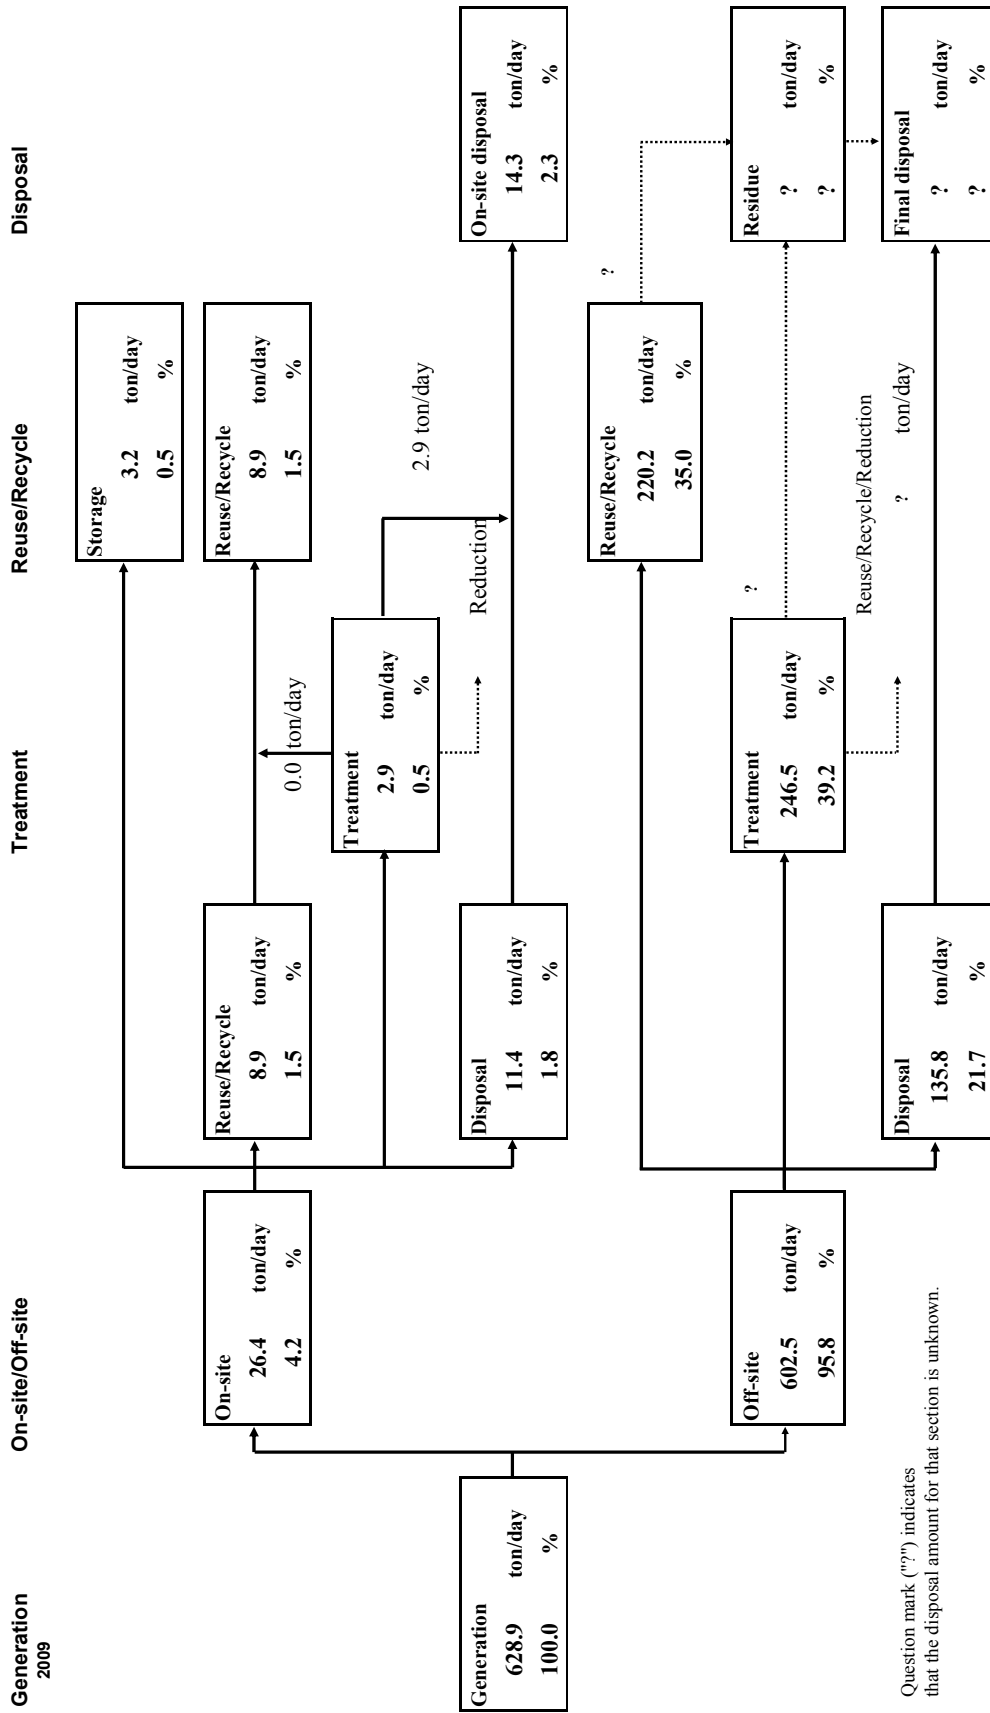 Generation
2009
On-site/Off-site
Treatment
Reuse/Recycle
Disposal
Generation
628.9 ton/day
100.0 %
On-site
26.4 ton/day
4.2 %
Off-site
602.5 ton/day
95.8 %
Reuse/Recycle
8.9 ton/day
1.5 %
Disposal
11.4 ton/day
1.8 %
Disposal
135.8 ton/day
21.7 %
0.0 ton/day
Treatment
2.9 ton/day
0.5 %
Treatment
246.5 ton/day
39.2 %
Storage
3.2 ton/day
0.5 %
Reuse/Recycle
8.9 ton/day
1.5 %
2.9 ton/day
Reduction
Reuse/Recycle
220.2 ton/day
35.0 %
?
?
Reuse/Recycle/Reduction
? ton/day
On-site disposal
14.3 ton/day
2.3 %
Residue
? ton/day
? %
Final disposal
? ton/day
? %
Question mark ("?") indicates
that the disposal amount for that section is unknown.